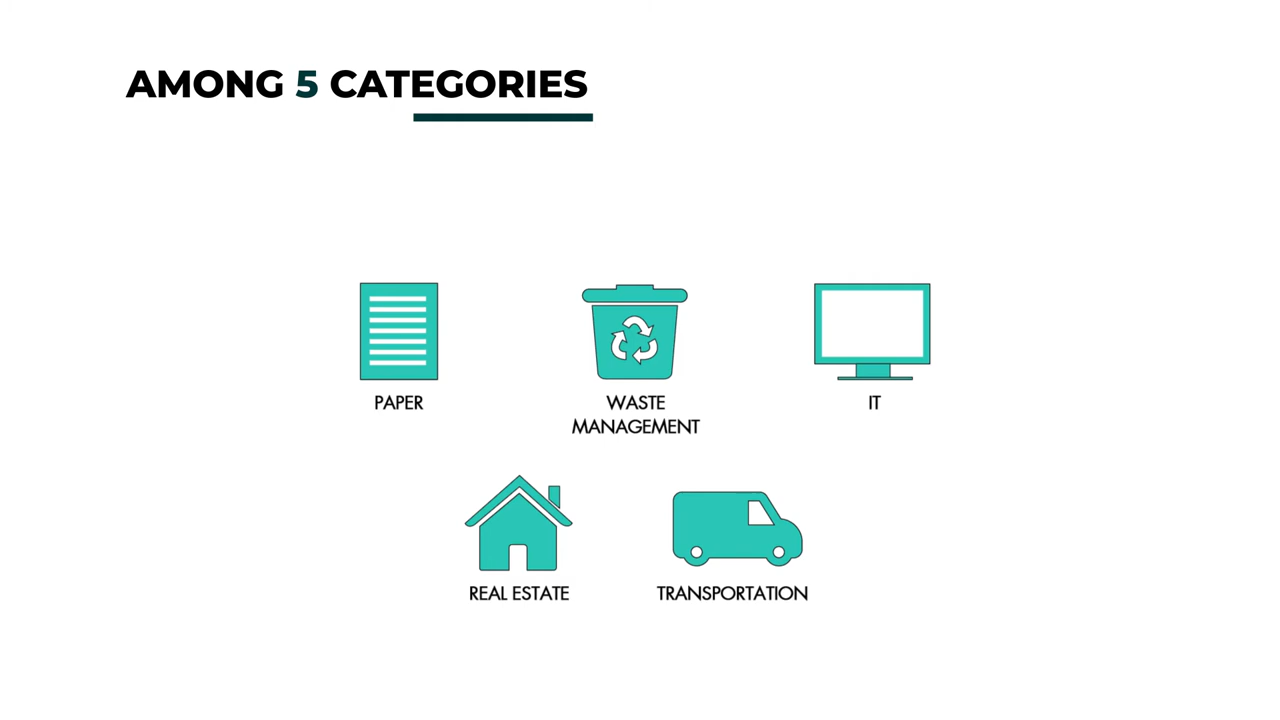 AMONG 5 CATEGORIES
PAPER
WASTE
MANAGEMENT
IT
REAL ESTATE
TRANSPORTATION